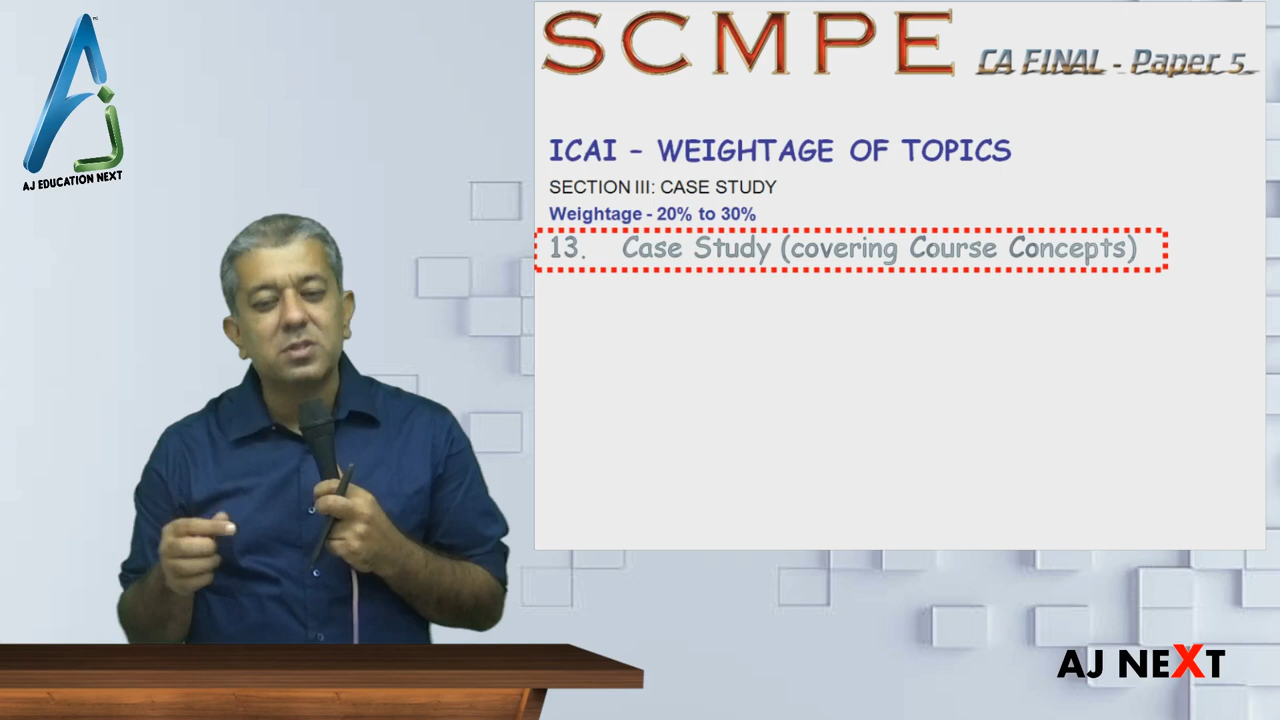 AJ EDUCATION NEXT
SCMPE CA FINAL - Paper 5
ICAI - WEIGHTAGE OF TOPICS
SECTION III: CASE STUDY
Weightage - 20% to 30%
13. Case Study (covering Course Concepts)
AJ NEXT